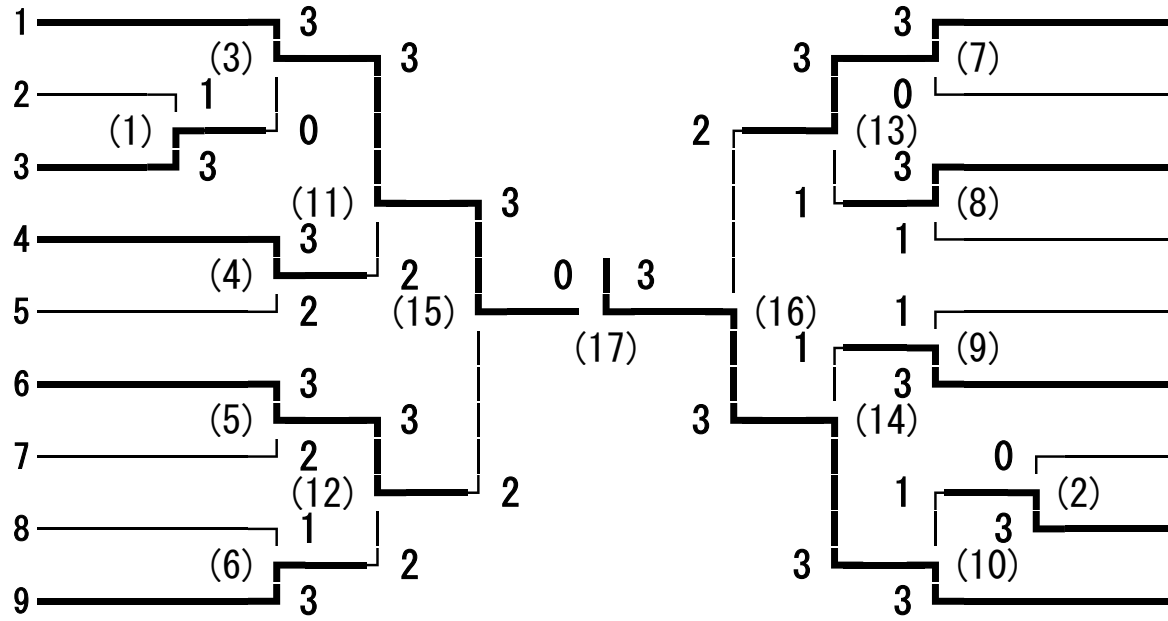 1 3 3
(3) 3 3 (7)
2 1 0
(1) 0 2 (13)
3 3 3
(11) 3 1 (8)
4 3 1
(4) 2 0 3
5 2 (15) (16) 1
(17) 1 (9)
6 3 3
(5) 3 3 (14)
7 2 0
(12) 2 1 (2)
8 1 3
(6) 2 3 (10)
9 3 3